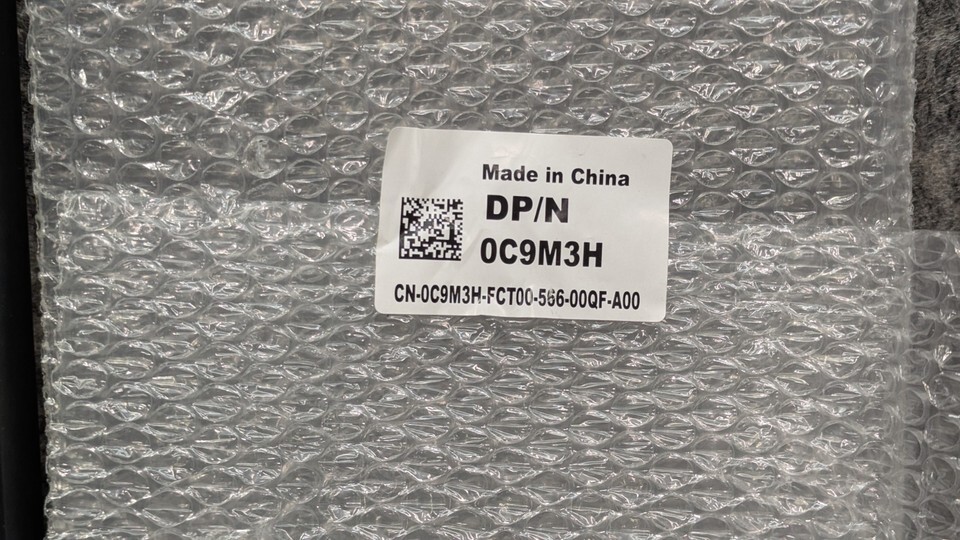 Made in China
DP/N
0C9M3H
CN-0C9M3H-FCT00-566-00QF-A00